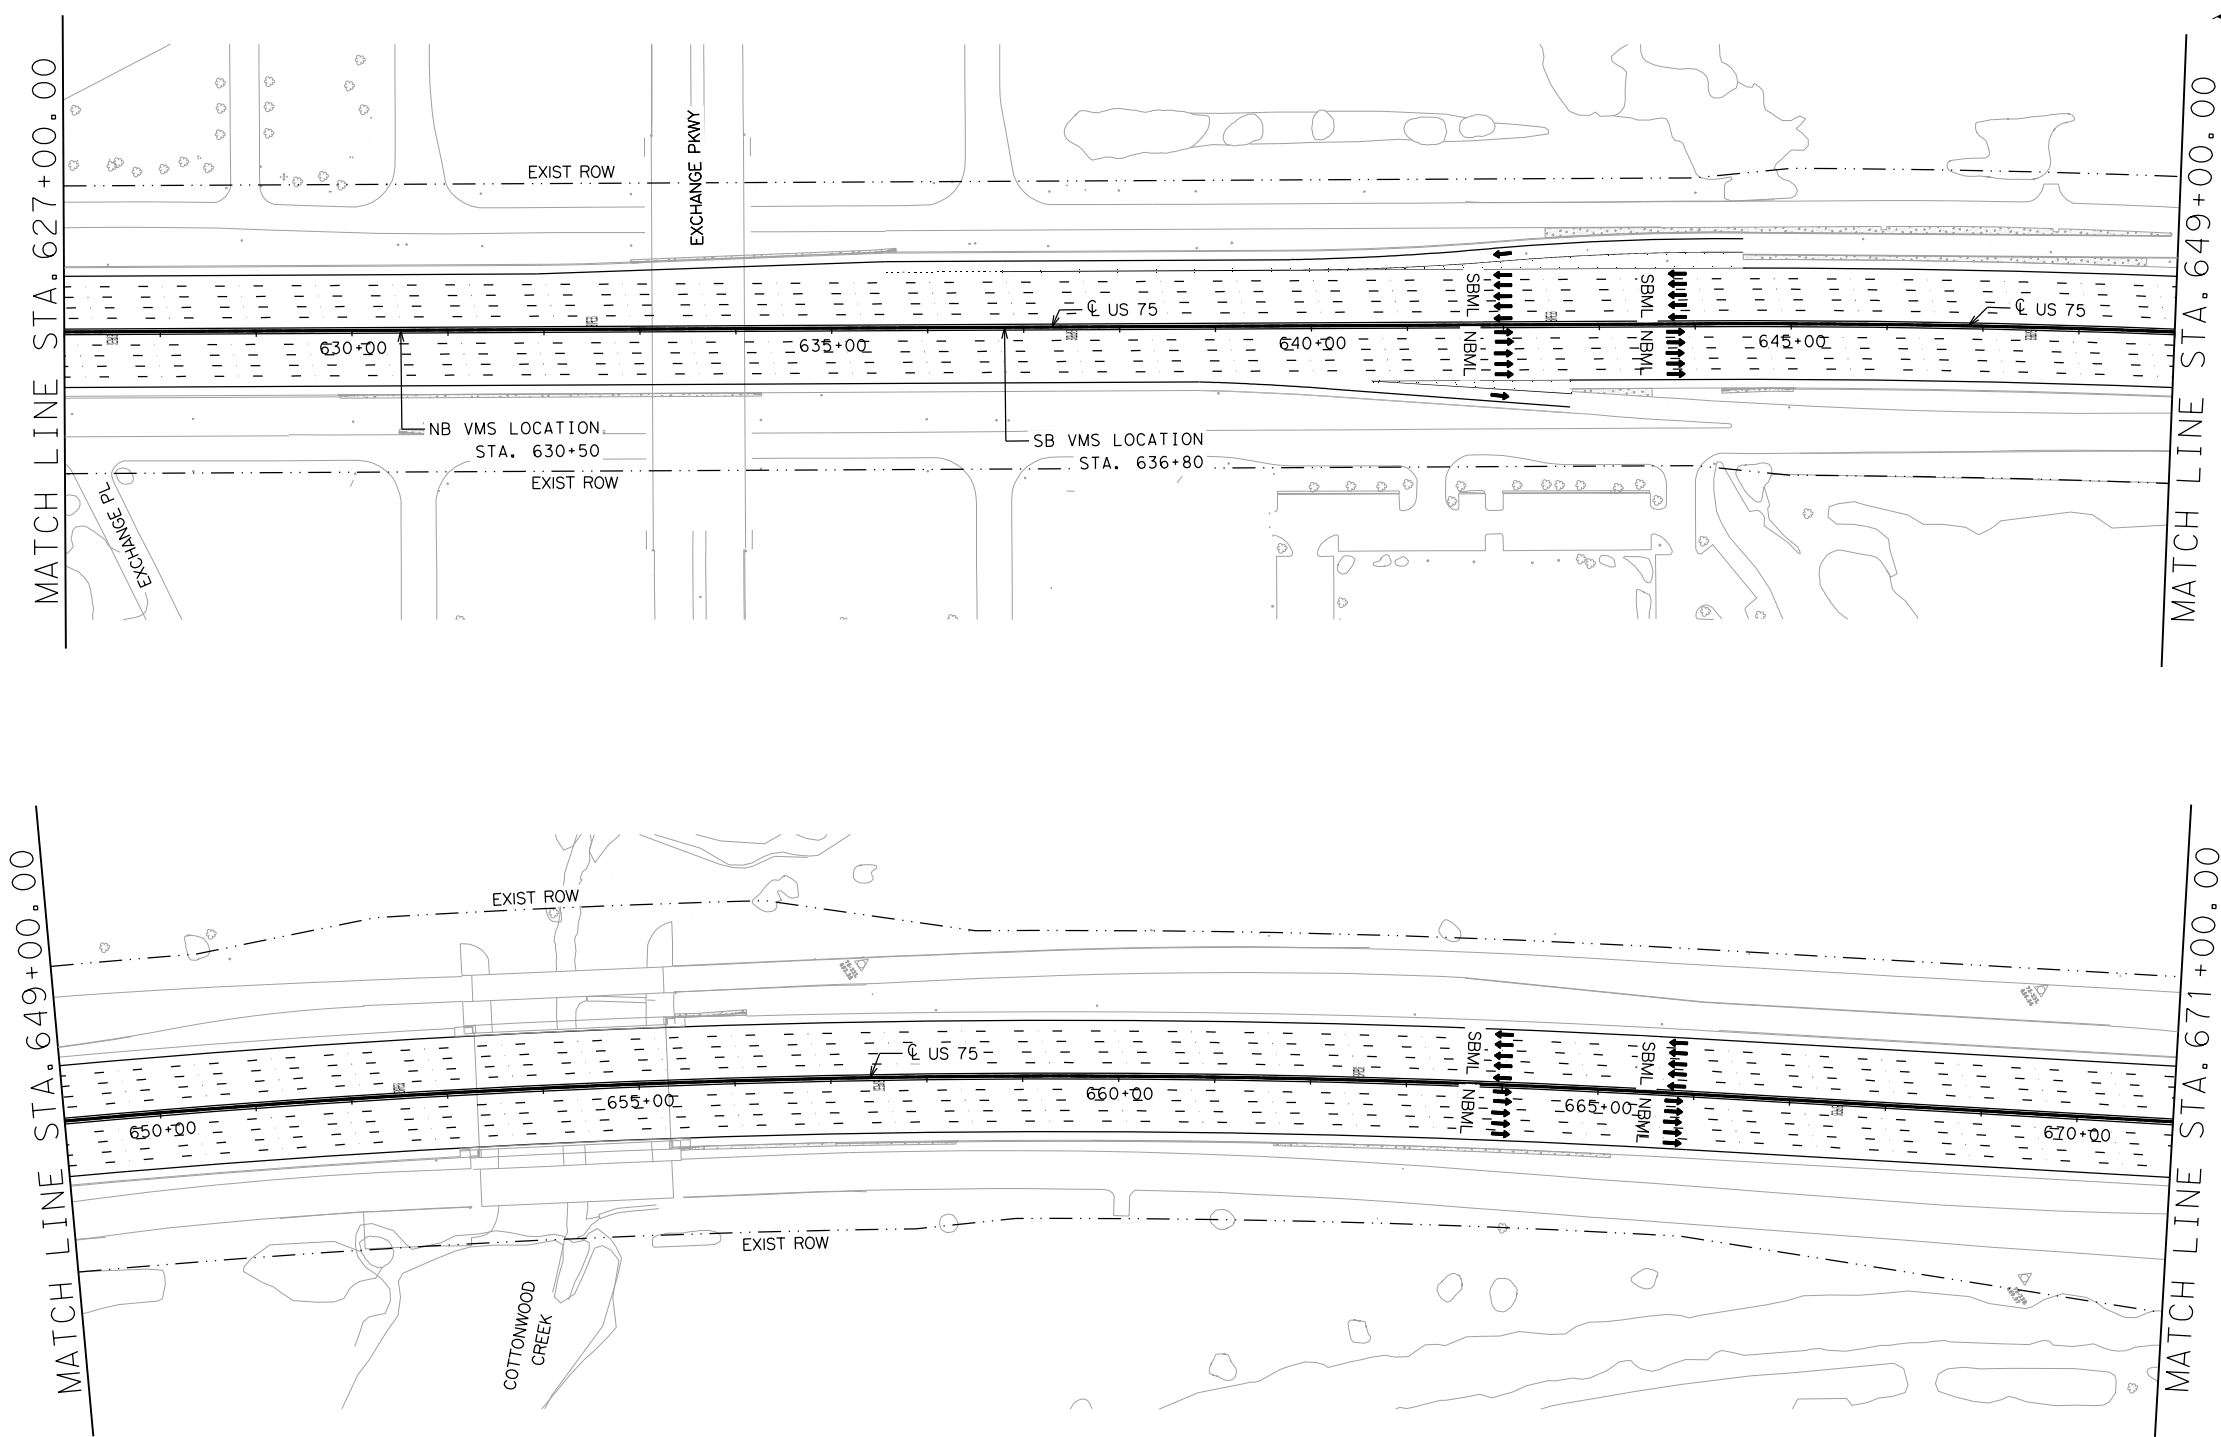 MATCH LINE STA. 627+00.00
EXIST ROW
EXCHANGE PKWY
℄ US 75
SBML
SBML
℄ US 75
630+00
635+00
640+00
645+00
NBML
NBML
NB VMS LOCATION
STA. 630+50
SB VMS LOCATION
STA. 636+80
EXIST ROW
EXCHANGE PL
MATCH LINE STA. 649+00.00
MATCH LINE STA. 649+00.00
EXIST ROW
℄ US 75
SBML
SBML
650+00
655+00
660+00
665+00
670+00
NBML
NBML
EXIST ROW
COTTONWOOD
CREEK
MATCH LINE STA. 671+00.00